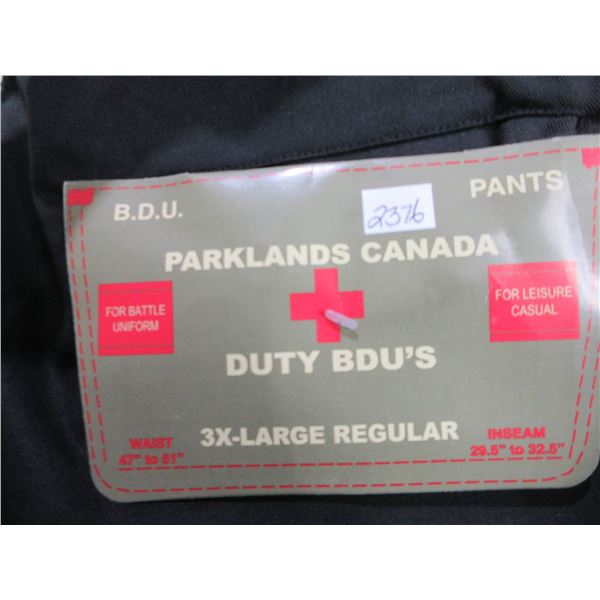 B.D.U.
PANTS
2376
PARKLANDS CANADA
FOR BATTLE
UNIFORM
FOR LEISURE
CASUAL
DUTY BDU'S
3X-LARGE REGULAR
WAIST
47" to 51"
INSEAM
29.5" to 32.5"